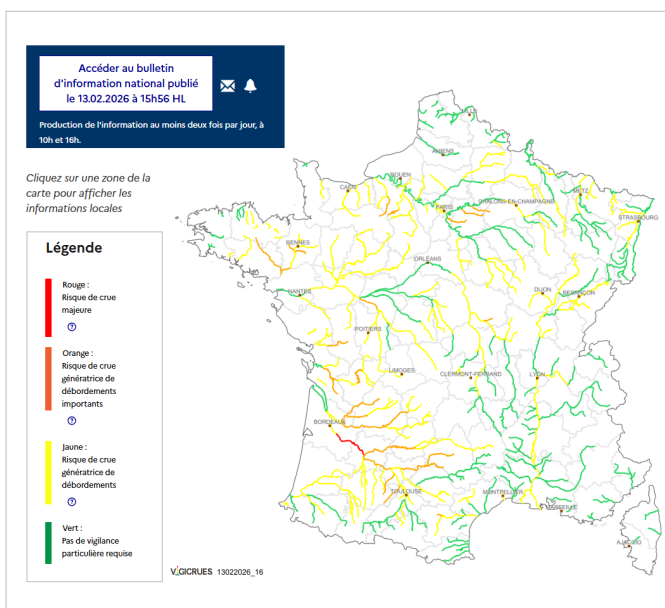 Accéder au bulletin
d'information national publié
le 13.02.2026 à 15h56 HL
Production de l'information au moins deux fois par jour, à
10h et 16h.
Cliquez sur une zone de la
carte pour afficher les
informations locales
Légende
Rouge :
Risque de crue
majeure
?
Orange :
Risque de crue
génératrice de
débordements
importants
?
Jaune :
Risque de crue
génératrice de
débordements
?
Vert :
Pas de vigilance
particulière requise
LILLE
AMIENS
ROUEN
CAEN
PARIS
CHALONS-EN-CHAMPAGNE
METZ
STRASBOURG
RENNES
ORLÉANS
NANTES
DIJON
BESANCON
POITIERS
LIMOGES
CLERMONT-FERRAND
LYON
BORDEAUX
TOULOUSE
MONTPELLIER
MARSEILLE
AJACCIO
VIGICRUES 13022026_16